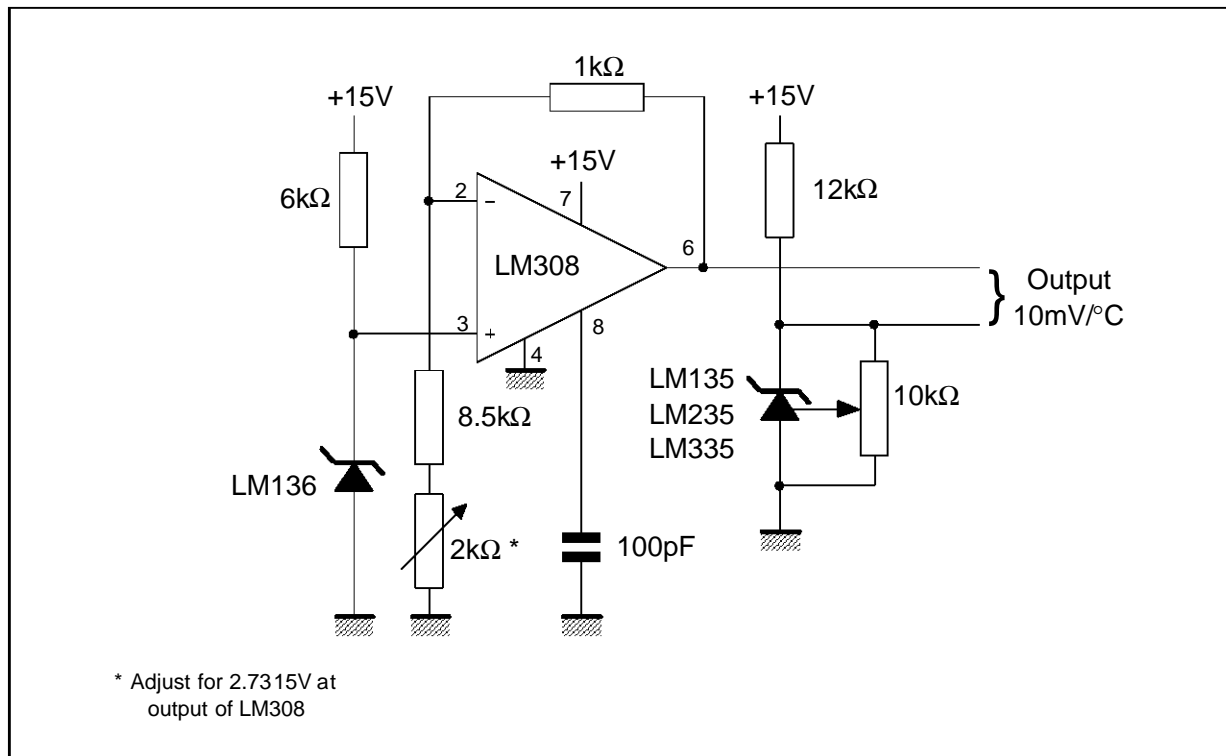 1kΩ
+15V
+15V
+15V
7
6kΩ
2
−
12kΩ
LM308
6
Output
10mV/°C
}
3
+
8
4
LM135
LM235
LM335
10kΩ
8.5kΩ
LM136
2kΩ *
100pF
* Adjust for 2.7315V at
output of LM308